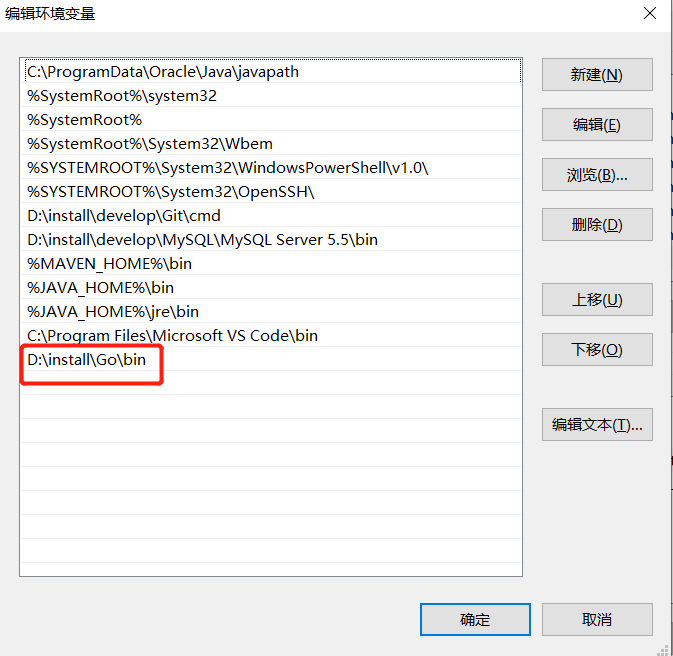 编辑环境变量
C:\ProgramData\Oracle\Java\javapath
%SystemRoot%\system32
%SystemRoot%
%SystemRoot%\System32\Wbem
%SYSTEMROOT%\System32\WindowsPowerShell\v1.0\
%SYSTEMROOT%\System32\OpenSSH\
D:\install\develop\Git\cmd
D:\install\develop\MySQL\MySQL Server 5.5\bin
%MAVEN_HOME%\bin
%JAVA_HOME%\bin
%JAVA_HOME%\jre\bin
C:\Program Files\Microsoft VS Code\bin
D:\install\Go\bin
新建(N)
编辑(E)
浏览(B)...
删除(D)
上移(U)
下移(O)
编辑文本(T)...
确定
取消